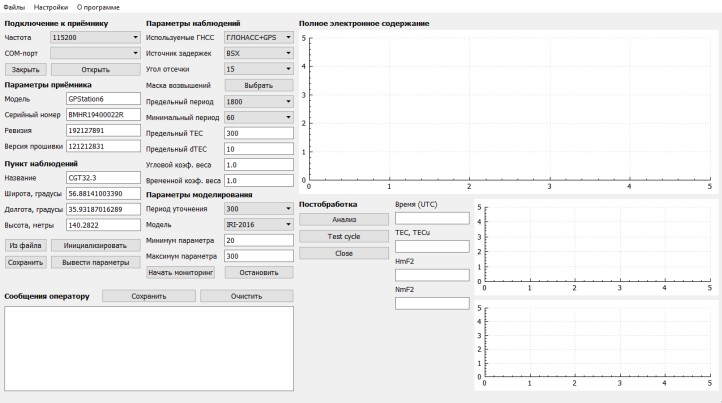 Файлы Настройки О программе
Подключение к приёмнику
Частота 115200
COM-порт
Закрыть Открыть
Параметры приёмника
Модель GPStation6
Серийный номер BMHR19400022R
Ревизия 192127891
Версия прошивки 121212831
Пункт наблюдений
Название CGT32.3
Широта, градусы 56.88141003390
Долгота, градусы 35.93187016289
Высота, метры 140.2822
Из файла Инициализировать
Сохранить Вывести параметры
Параметры наблюдений
Используемые ГНСС ГЛОНАСС+GPS
Источник задержек BSX
Угол отсечки 15
Маска возвышений Выбрать
Предельный период 1800
Минимальный период 60
Предельный TEC 300
Предельный dTEC 10
Угловой коэф. веса 1.0
Временной коэф. веса 1.0
Параметры моделирования
Период уточнения 300
Модель IRI-2016
Минимум параметра 20
Максимум параметра 300
Начать мониторинг Остановить
Сообщения оператору Сохранить Очистить
Полное электронное содержание
5
4
3
2
1
0
0 1 2 3 4 5
Постобработка
Анализ
Test cycle
Close
Время (UTC)
TEC, TECu
HmF2
NmF2
5
4
3
2
1
0
0 1 2 3 4 5
5
4
3
2
1
0
0 1 2 3 4 5